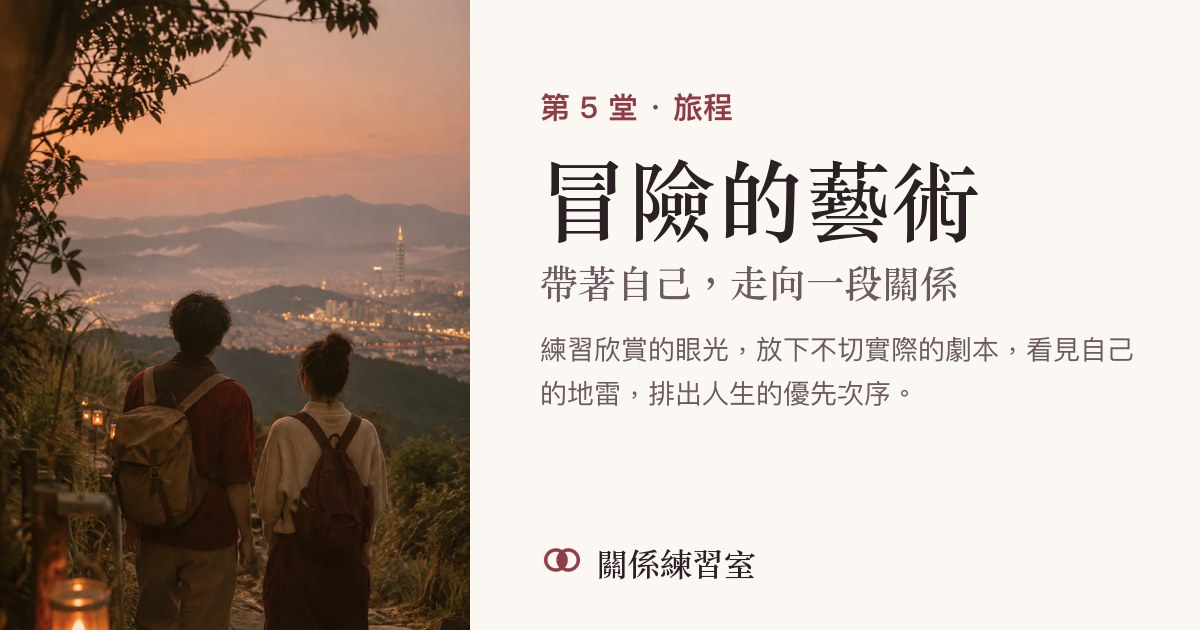 第 5 堂 · 旅程
冒險的藝術
帶著自己，走向一段關係
練習欣賞的眼光，放下不切實際的劇本，看見自己
的地雷，排出人生的優先次序。
關係練習室